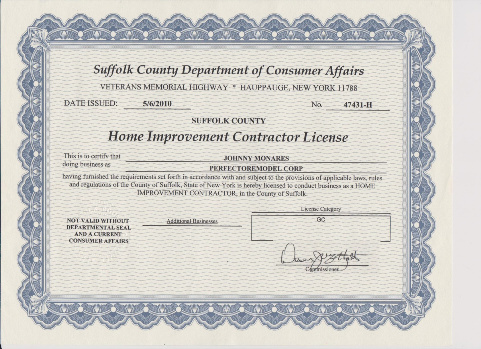 Suffolk County Department of Consumer Affairs
VETERANS MEMORIAL HIGHWAY * HAUPPAUGE, NEW YORK 11788
DATE ISSUED: 5/6/2010 No. 47431-H
SUFFOLK COUNTY
Home Improvement Contractor License
This is to certify that JOHNNY MONARES
doing business as PERFECTOREMODEL CORP
having furnished the requirements set forth in accordance with and subject to the provisions of applicable laws, rules
and regulations of the County of Suffolk, State of New York is hereby licensed to conduct business as a HOME
IMPROVEMENT CONTRACTOR, in the County of Suffolk.
License Category
NOT VALID WITHOUT Additional Businesses GC
DEPARTMENTAL SEAL
AND A CURRENT
CONSUMER AFFAIRS
Commissioner